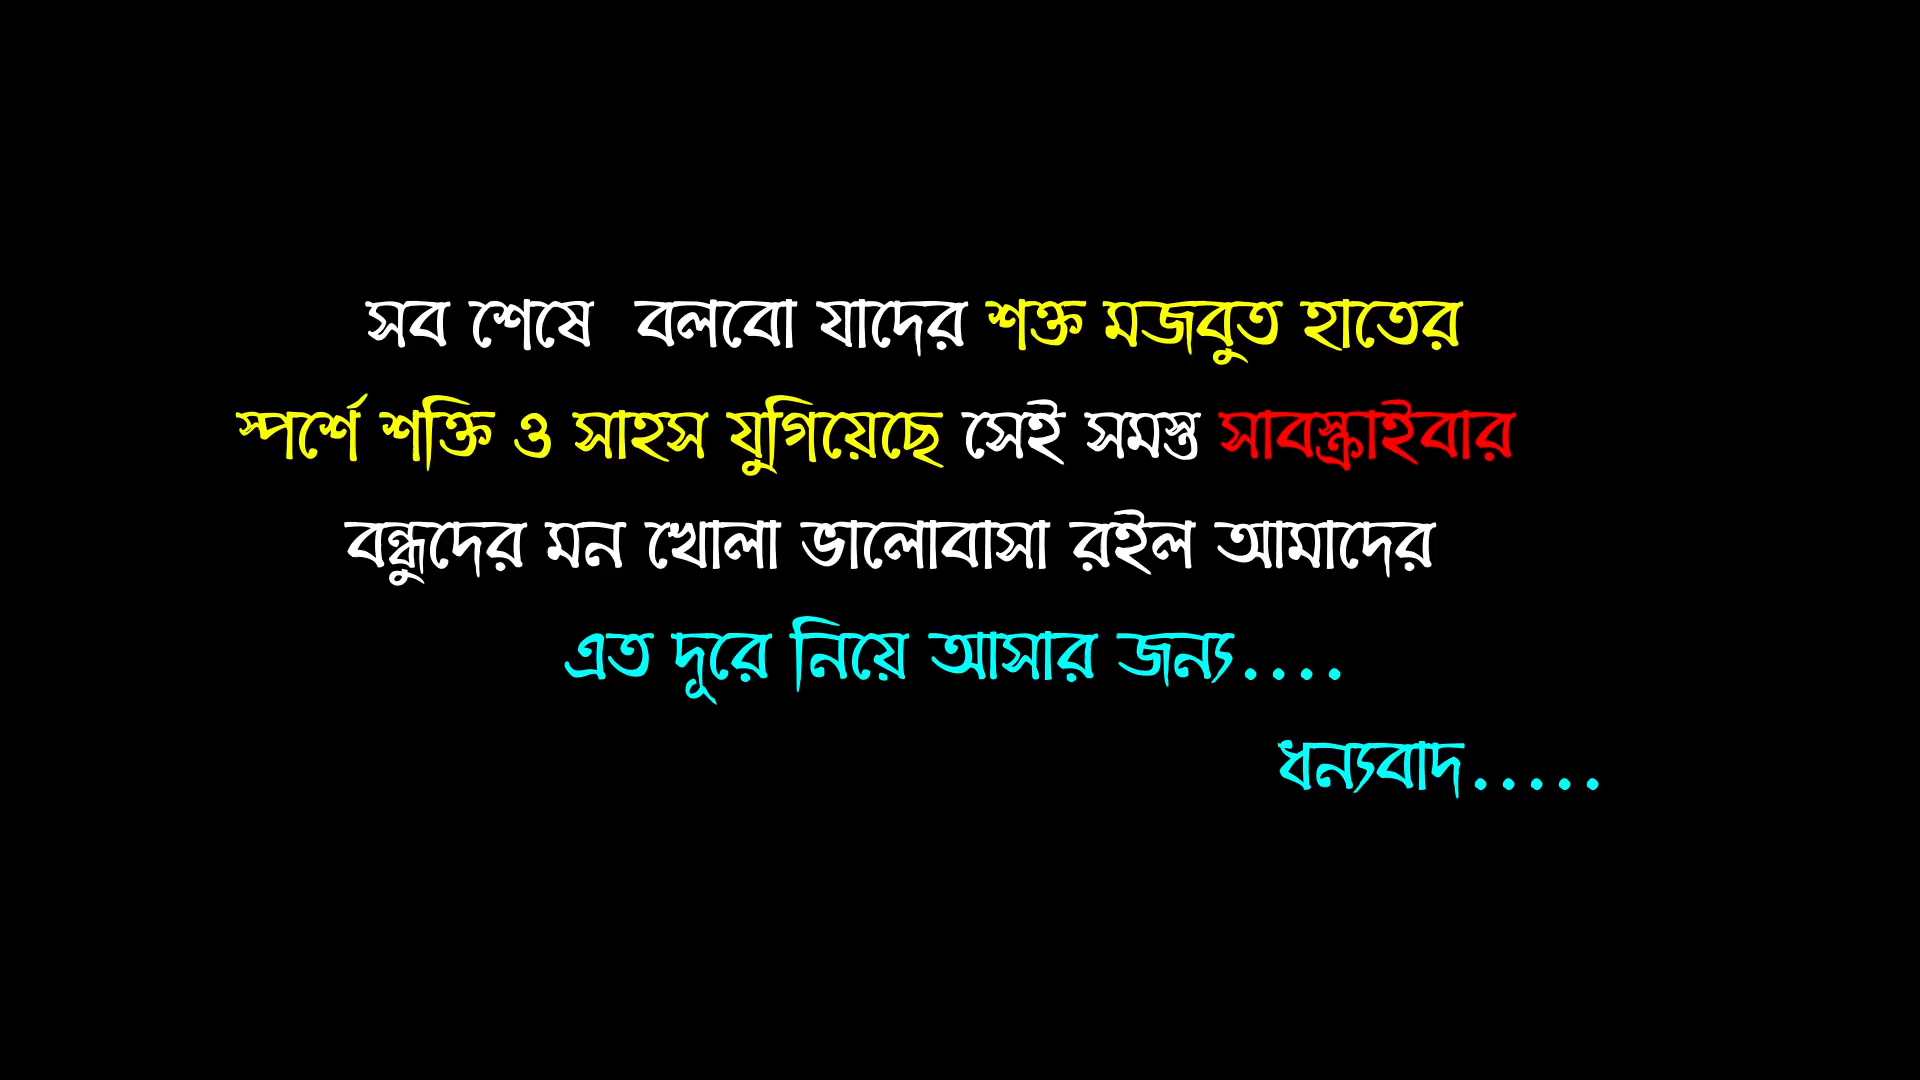 সব শেষে বলবো যাদের শক্ত মজবুত হাতের
স্পর্শে শক্তি ও সাহস যুগিয়েছে সেই সমস্ত সাবস্ক্রাইবার
বন্ধুদের মন খোলা ভালোবাসা রইল আমাদের
এত দূরে নিয়ে আসার জন্য....
ধন্যবাদ.....